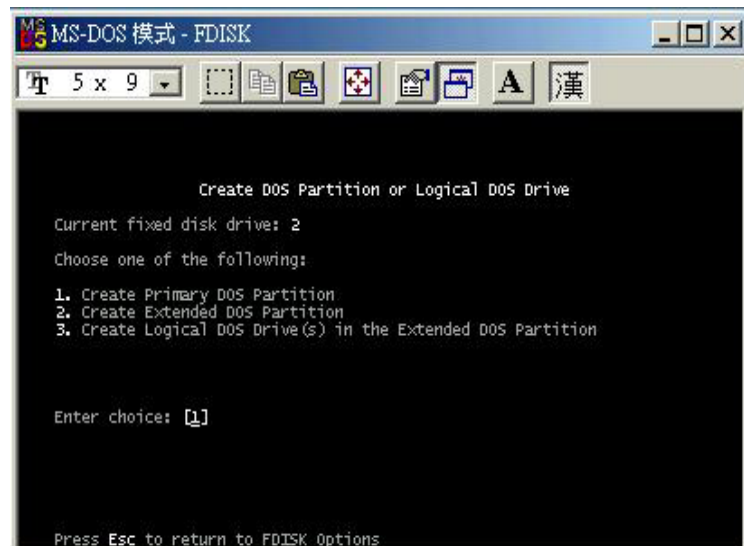 MS-DOS 模式 - FDISK
5 x 9
A 漢
Create DOS Partition or Logical DOS Drive
Current fixed disk drive: 2
Choose one of the following:
1. Create Primary DOS Partition
2. Create Extended DOS Partition
3. Create Logical DOS Drive(s) in the Extended DOS Partition
Enter choice: [1]
Press Esc to return to FDISK Options